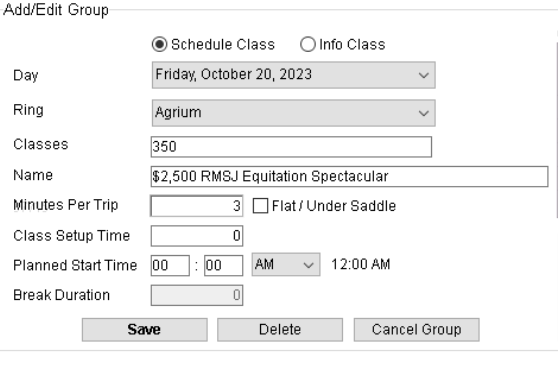 Add/Edit Group
Schedule Class Info Class
Day Friday, October 20, 2023
Ring Agrium
Classes 350
Name $2,500 RMSJ Equitation Spectacular
Minutes Per Trip 3 Flat / Under Saddle
Class Setup Time 0
Planned Start Time 00 : 00 AM 12:00 AM
Break Duration 0
Save Delete Cancel Group